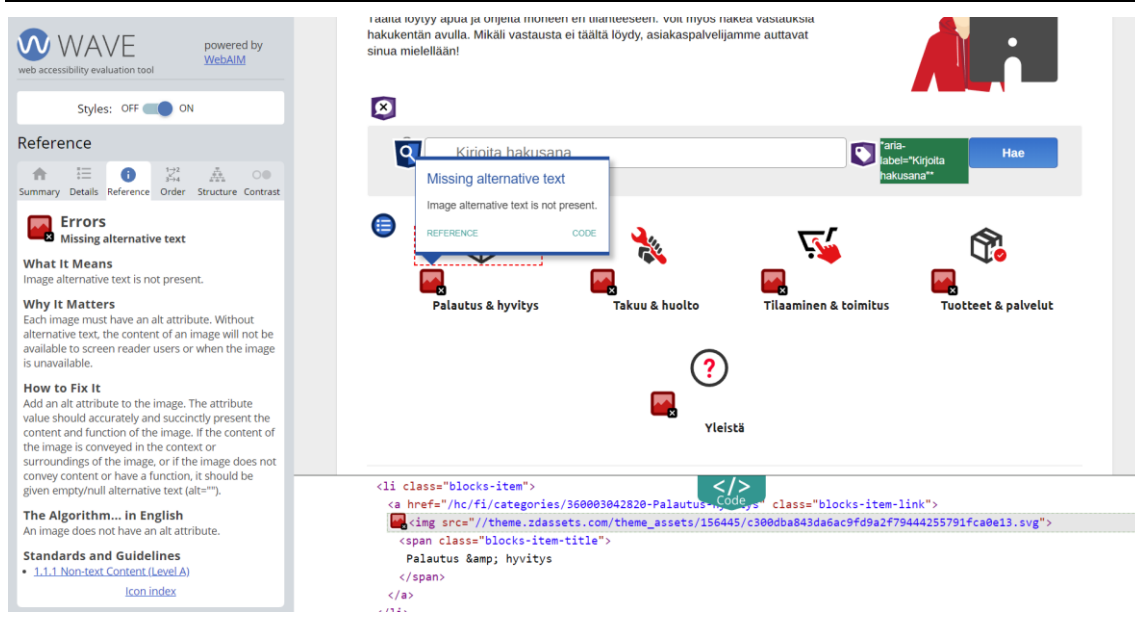 WAVE
powered by
WebAIM
web accessibility evaluation tool
Styles: OFF ON
Reference
Summary Details Reference Order Structure Contrast
Errors
Missing alternative text
What It Means
Image alternative text is not present.
Why It Matters
Each image must have an alt attribute. Without
alternative text, the content of an image will not be
available to screen reader users or when the image
is unavailable.
How to Fix It
Add an alt attribute to the image. The attribute
value should accurately and succinctly present the
content and function of the image. If the content of
the image is conveyed in the context or
surroundings of the image, or if the image does not
convey content or have a function, it should be
given empty/null alternative text (alt="").
The Algorithm... in English
An image does not have an alt attribute.
Standards and Guidelines
• 1.1.1 Non-text Content (Level A)
Icon index
Täältä löytyy apua ja ohjeita moneen eri tilanteeseen. Voit myös hakea vastauksia
hakukentän avulla. Mikäli vastausta ei täältä löydy, asiakaspalvelijamme auttavat
sinua mielellään!
Kirjoita hakusana
*aria-
label="Kirjoita
hakusana"*
Hae
Missing alternative text
Image alternative text is not present.
REFERENCE CODE
Palautus & hyvitys
Takuu & huolto
Tilaaminen & toimitus
Tuotteet & palvelut
?
Yleistä
</>
Code
<li class="blocks-item">
<a href="/hc/fi/categories/360003042820-Palautus-hyvitys" class="blocks-item-link">
<img src="//theme.zdassets.com/theme_assets/156445/c300dba843da6ac9fd9a2f79444255791fca0e13.svg">
<span class="blocks-item-title">
Palautus &amp; hyvitys
</span>
</a>
</li>